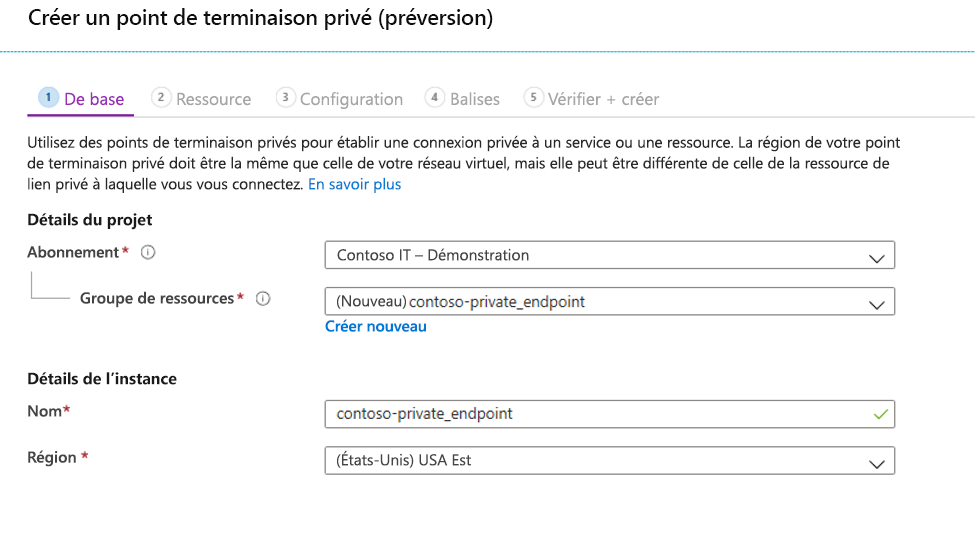 Créer un point de terminaison privé (préversion)
1 De base 2 Ressource 3 Configuration 4 Balises 5 Vérifier + créer
Utilisez des points de terminaison privés pour établir une connexion privée à un service ou une ressource. La région de votre point
de terminaison privé doit être la même que celle de votre réseau virtuel, mais elle peut être différente de celle de la ressource de
lien privé à laquelle vous vous connectez. En savoir plus
Détails du projet
Abonnement* Contoso IT – Démonstration
Groupe de ressources* (Nouveau) contoso-private_endpoint
Créer nouveau
Détails de l’instance
Nom* contoso-private_endpoint
Région * (États-Unis) USA Est